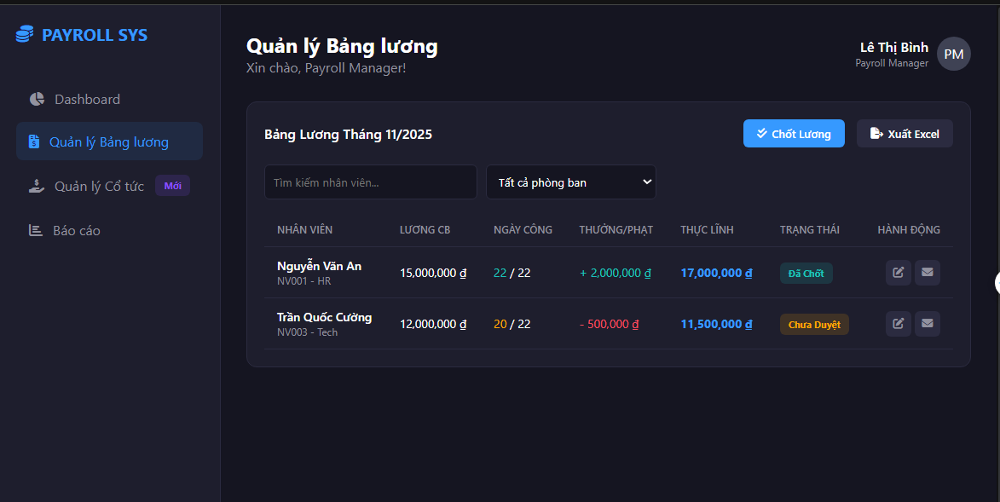 PAYROLL SYS
Dashboard
Quản lý Bảng lương
Quản lý Cổ tức Mới
Báo cáo
Quản lý Bảng lương
Xin chào, Payroll Manager!
Lê Thị Bình
Payroll Manager
PM
Bảng Lương Tháng 11/2025
Chốt Lương
Xuất Excel
Tìm kiếm nhân viên...
Tất cả phòng ban
NHÂN VIÊN LƯƠNG CB NGÀY CÔNG THƯỞNG/PHẠT THỰC LĨNH TRẠNG THÁI HÀNH ĐỘNG
Nguyễn Văn An
NV001 - HR
15,000,000 ₫ 22 / 22 + 2,000,000 ₫ 17,000,000 ₫ Đã Chốt
Trần Quốc Cường
NV003 - Tech
12,000,000 ₫ 20 / 22 - 500,000 ₫ 11,500,000 ₫ Chưa Duyệt